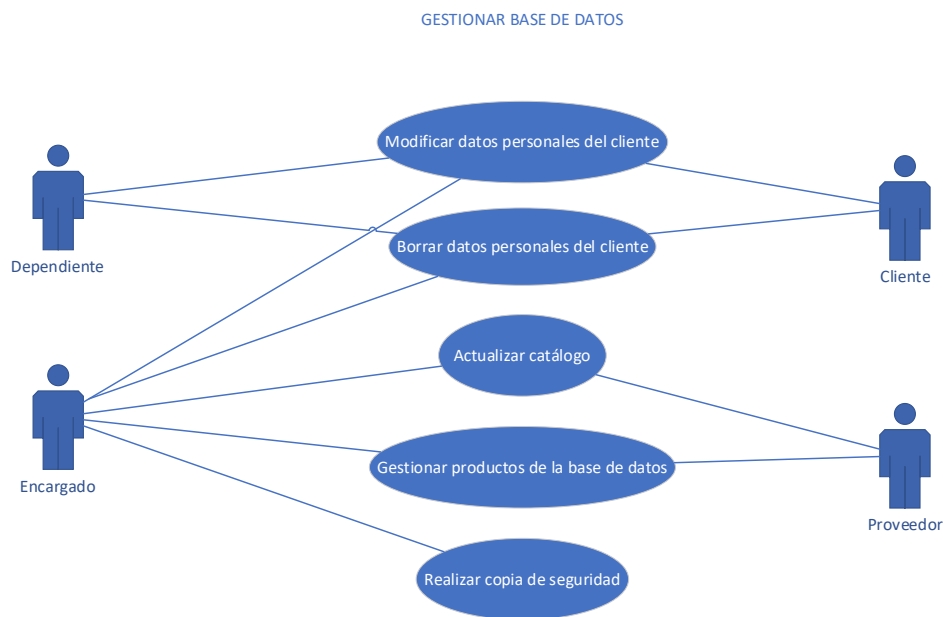 GESTIONAR BASE DE DATOS
Modificar datos personales del cliente
Dependiente
Borrar datos personales del cliente
Cliente
Actualizar catálogo
Encargado
Gestionar productos de la base de datos
Proveedor
Realizar copia de seguridad